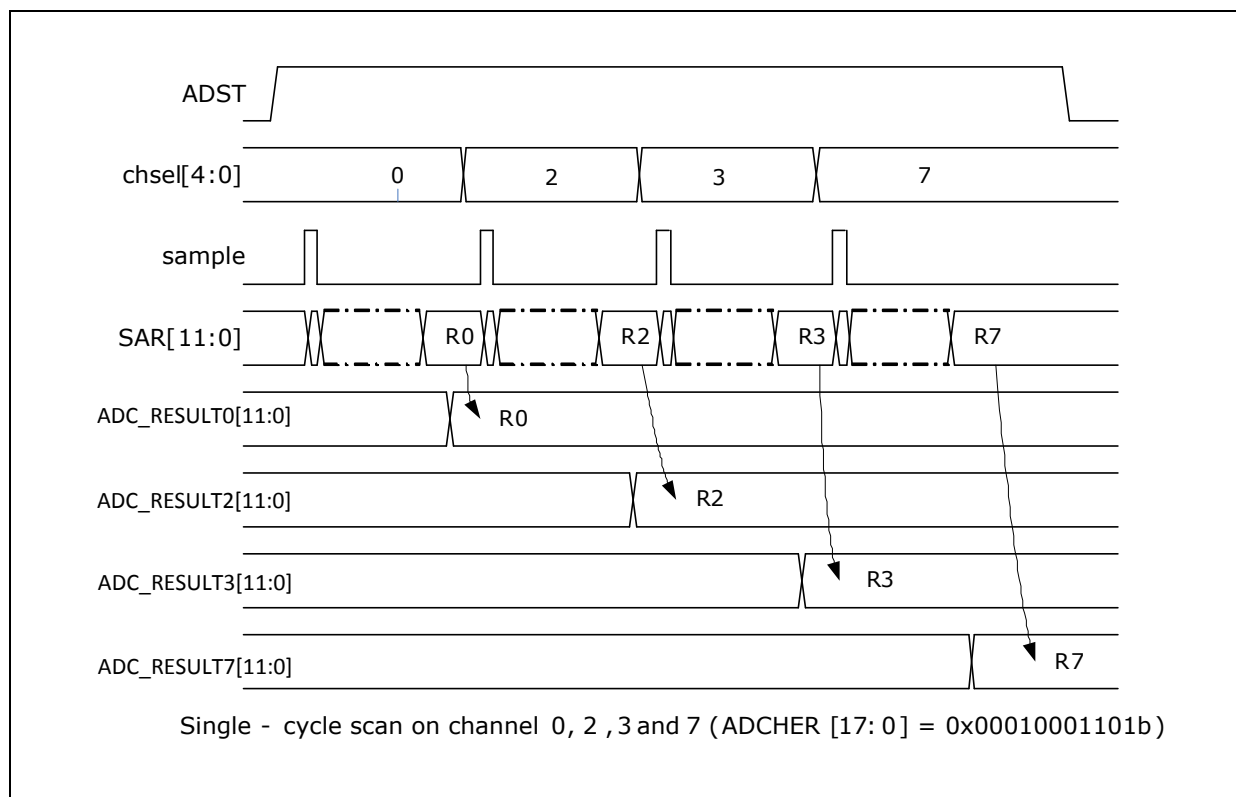 ADST
chsel[4:0] 0 2 3 7
sample
SAR[11:0] R0 R2 R3 R7
ADC_RESULT0[11:0] R0
ADC_RESULT2[11:0] R2
ADC_RESULT3[11:0] R3
ADC_RESULT7[11:0] R7
Single - cycle scan on channel 0, 2 ,3 and 7 (ADCHER [17:0] = 0x00010001101b)